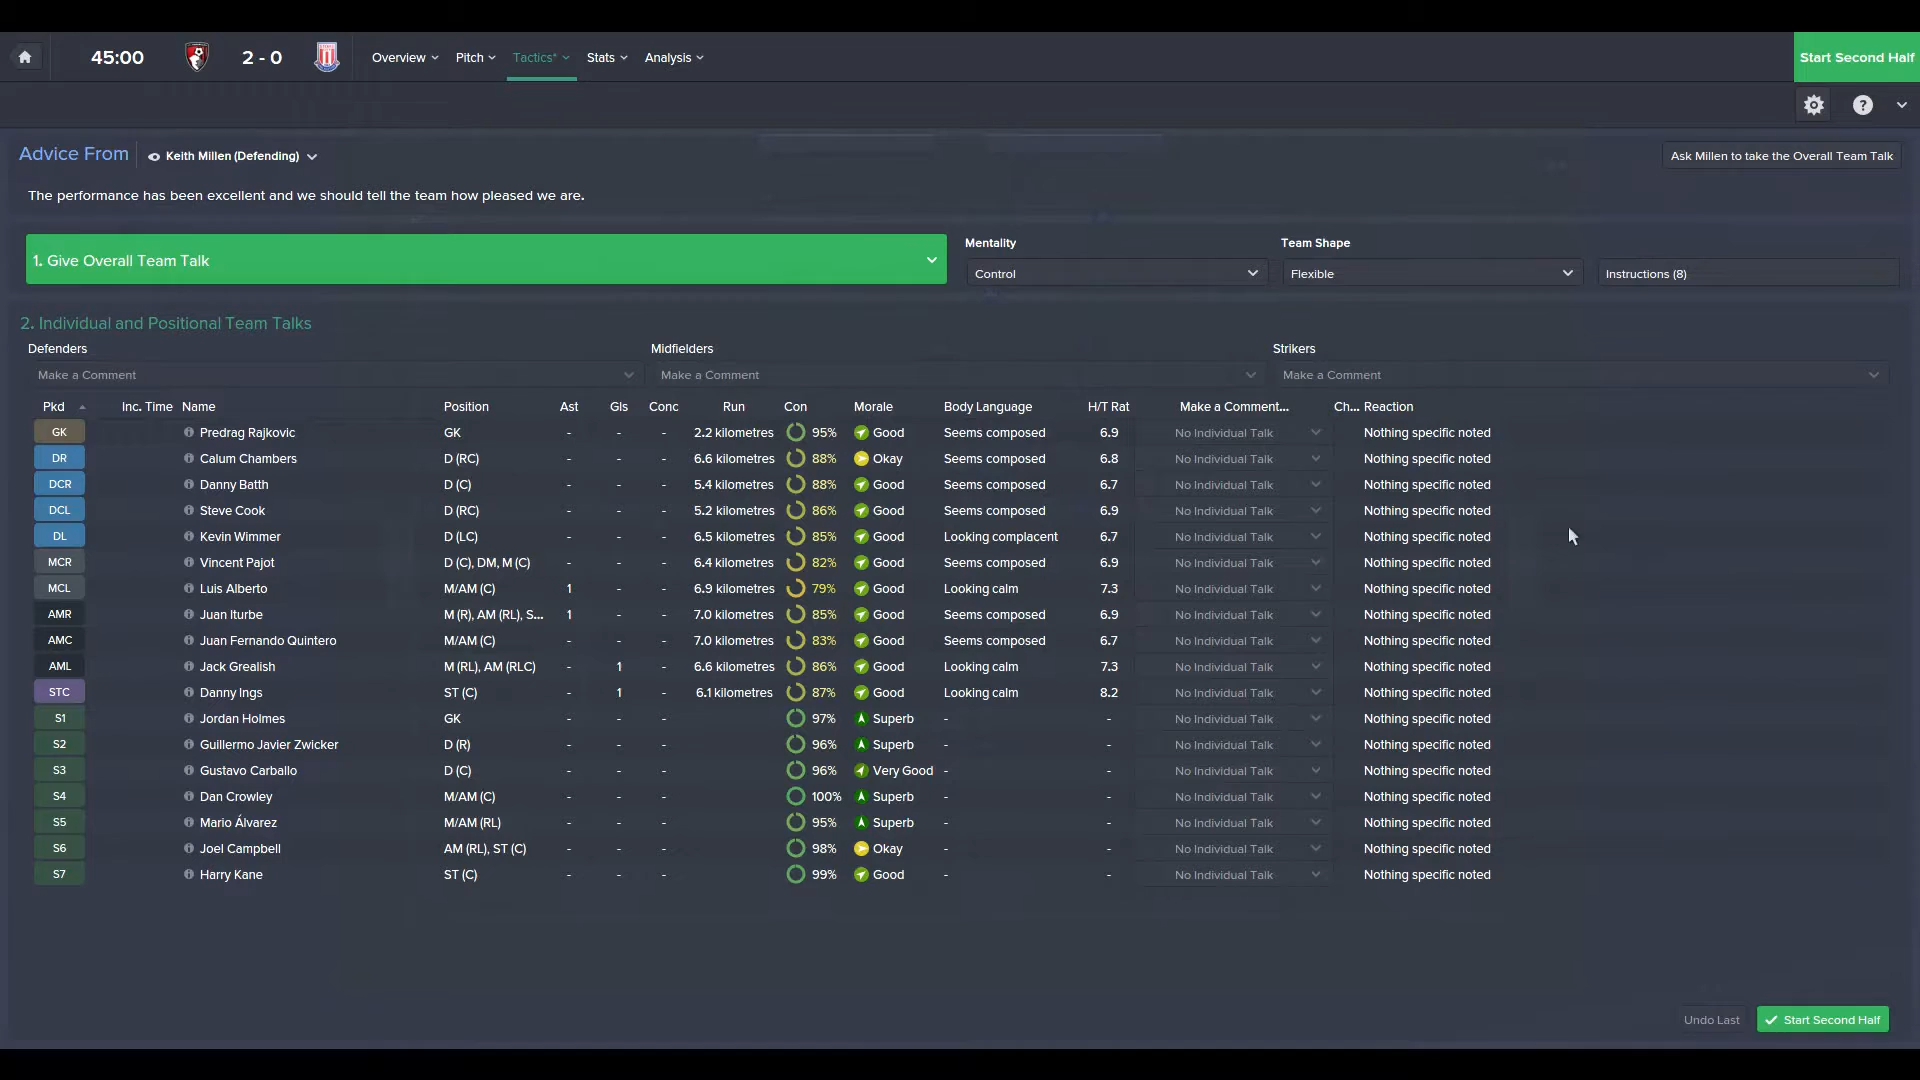 45:00 2 - 0 Overview Pitch Tactics* Stats Analysis Start Second Half
Advice From Keith Millen (Defending) Ask Millen to take the Overall Team Talk
The performance has been excellent and we should tell the team how pleased we are.
1. Give Overall Team Talk
Mentality Team Shape
Control Flexible Instructions (8)
2. Individual and Positional Team Talks
Defenders Midfielders Strikers
Make a Comment Make a Comment Make a Comment
Pkd Inc. Time Name Position Ast Gls Conc Run Con Morale Body Language H/T Rat Make a Comment... Ch... Reaction
GK Predrag Rajkovic GK - - - 2.2 kilometres 95% Good Seems composed 6.9 No Individual Talk Nothing specific noted
DR Calum Chambers D (RC) - - - 6.6 kilometres 88% Okay Seems composed 6.8 No Individual Talk Nothing specific noted
DCR Danny Batth D (C) - - - 5.4 kilometres 88% Good Seems composed 6.7 No Individual Talk Nothing specific noted
DCL Steve Cook D (RC) - - - 5.2 kilometres 86% Good Seems composed 6.9 No Individual Talk Nothing specific noted
DL Kevin Wimmer D (LC) - - - 6.5 kilometres 85% Good Looking complacent 6.7 No Individual Talk Nothing specific noted
MCR Vincent Pajot D (C), DM, M (C) - - - 6.4 kilometres 82% Good Seems composed 6.9 No Individual Talk Nothing specific noted
MCL Luis Alberto M/AM (C) 1 - - 6.9 kilometres 79% Good Looking calm 7.3 No Individual Talk Nothing specific noted
AMR Juan Iturbe M (R), AM (RL), S... 1 - - 7.0 kilometres 85% Good Seems composed 6.9 No Individual Talk Nothing specific noted
AMC Juan Fernando Quintero M/AM (C) - - - 7.0 kilometres 83% Good Seems composed 6.7 No Individual Talk Nothing specific noted
AML Jack Grealish M (RL), AM (RLC) - 1 - 6.6 kilometres 86% Good Looking calm 7.3 No Individual Talk Nothing specific noted
STC Danny Ings ST (C) - 1 - 6.1 kilometres 87% Good Looking calm 8.2 No Individual Talk Nothing specific noted
S1 Jordan Holmes GK - - - 97% Superb - - No Individual Talk Nothing specific noted
S2 Guillermo Javier Zwicker D (R) - - - 96% Superb - - No Individual Talk Nothing specific noted
S3 Gustavo Carballo D (C) - - - 96% Very Good - - No Individual Talk Nothing specific noted
S4 Dan Crowley M/AM (C) - - - 100% Superb - - No Individual Talk Nothing specific noted
S5 Mario Álvarez M/AM (RL) - - - 95% Superb - - No Individual Talk Nothing specific noted
S6 Joel Campbell AM (RL), ST (C) - - - 98% Okay - - No Individual Talk Nothing specific noted
S7 Harry Kane ST (C) - - - 99% Good - - No Individual Talk Nothing specific noted
Undo Last Start Second Half